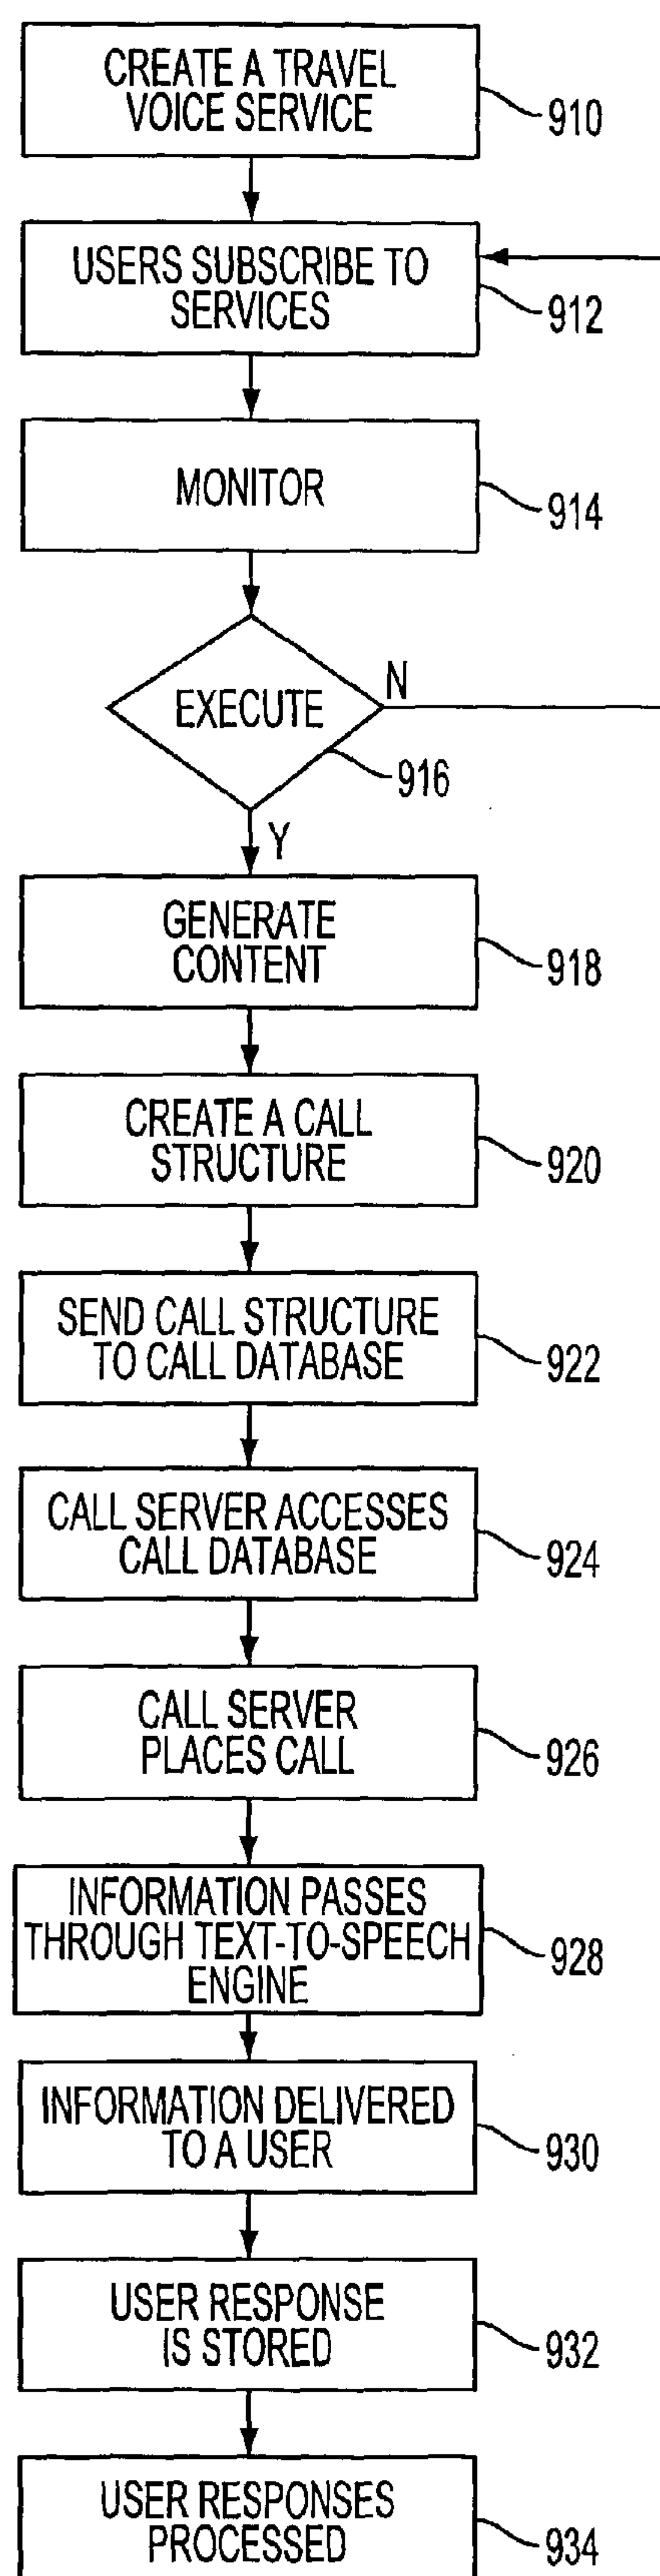 CREATE A TRAVEL
VOICE SERVICE
910
USERS SUBSCRIBE TO
SERVICES
912
MONITOR
914
EXECUTE
N
916
Y
GENERATE
CONTENT
918
CREATE A CALL
STRUCTURE
920
SEND CALL STRUCTURE
TO CALL DATABASE
922
CALL SERVER ACCESSES
CALL DATABASE
924
CALL SERVER
PLACES CALL
926
INFORMATION PASSES
THROUGH TEXT-TO-SPEECH
ENGINE
928
INFORMATION DELIVERED
TO A USER
930
USER RESPONSE
IS STORED
932
USER RESPONSES
PROCESSED
934